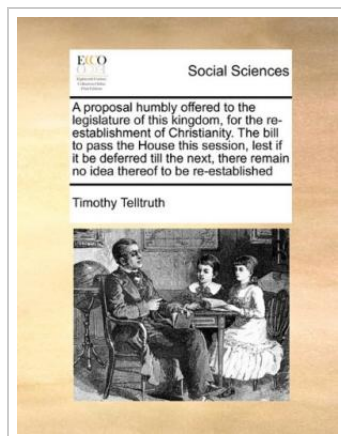 ECCO
Social Sciences
A proposal humbly offered to the
legislature of this kingdom, for the re-
establishment of Christianity. The bill
to pass the House this session, lest if
it be deferred till the next, there remain
no idea thereof to be re-established
Timothy Telltruth